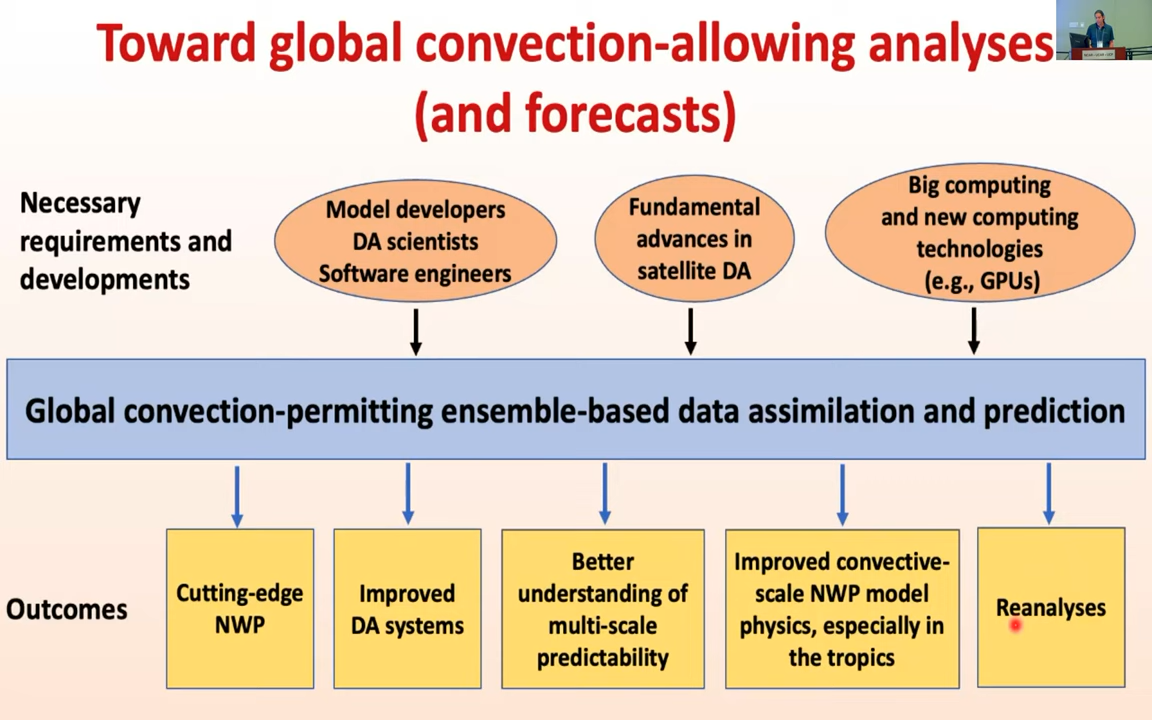 Toward global convection-allowing analyses
(and forecasts)
Necessary
requirements and
developments
Model developers
DA scientists
Software engineers
Fundamental
advances in
satellite DA
Big computing
and new computing
technologies
(e.g., GPUs)
Global convection-permitting ensemble-based data assimilation and prediction
Outcomes
Cutting-edge
NWP
Improved
DA systems
Better
understanding of
multi-scale
predictability
Improved convective-
scale NWP model
physics, especially in
the tropics
Reanalyses